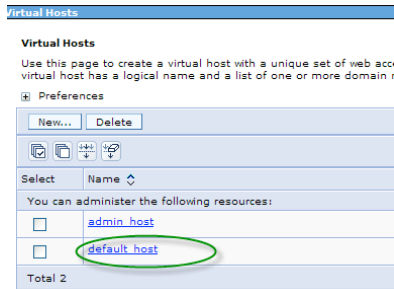 Virtual Hosts
Virtual Hosts
Use this page to create a virtual host with a unique set of web
virtual host has a logical name and a list of one or more domain
Preferences
New... Delete
Select Name
You can administer the following resources:
admin_host
default_host
Total 2